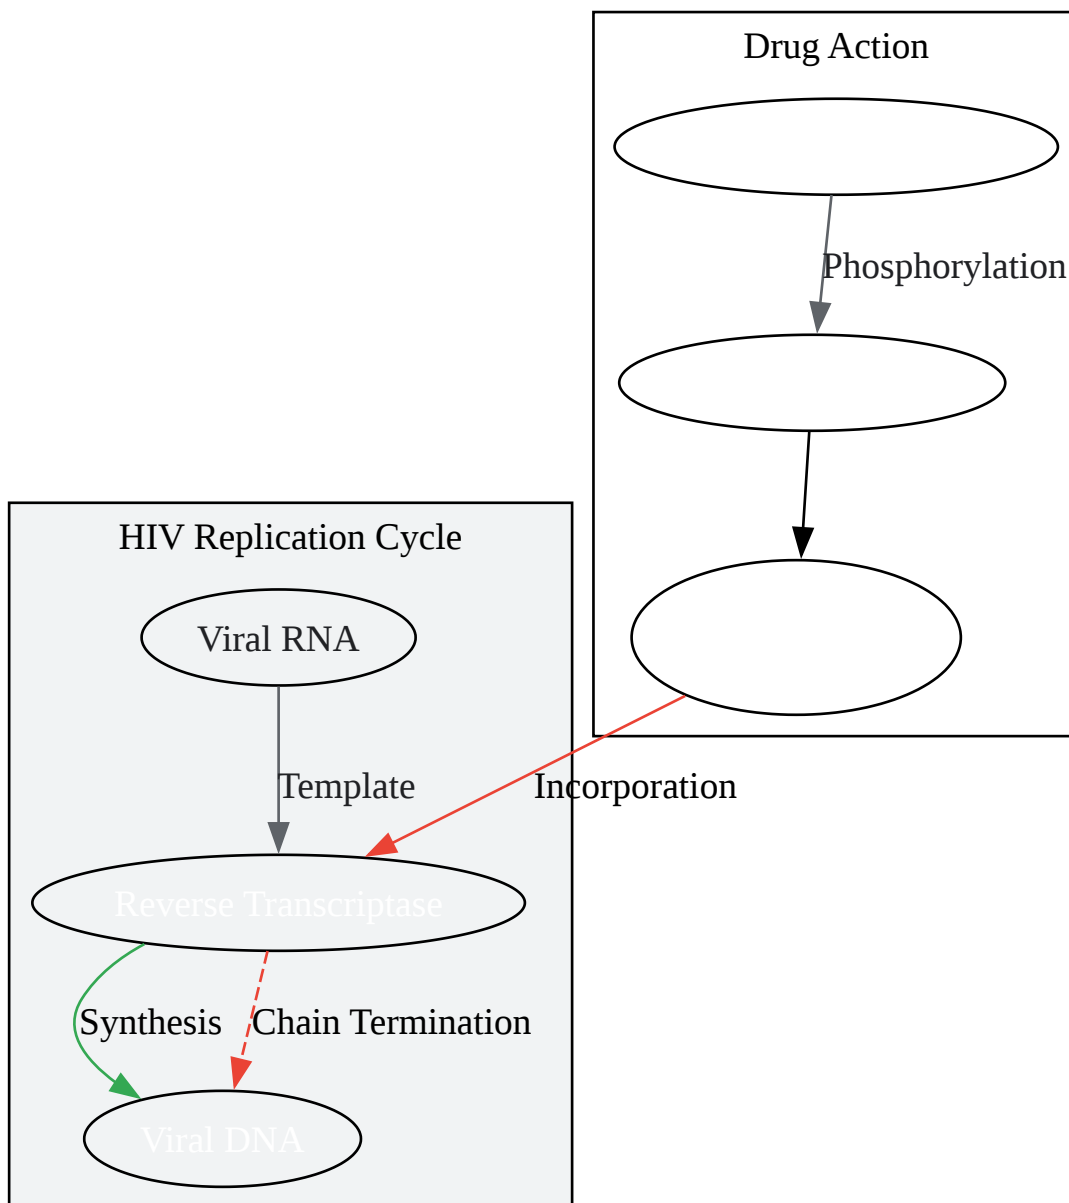 Drug Action
Phosphorylation
HIV Replication Cycle
Viral RNA
Template
Incorporation
Reverse Transcriptase
Synthesis
Chain Termination
Viral DNA